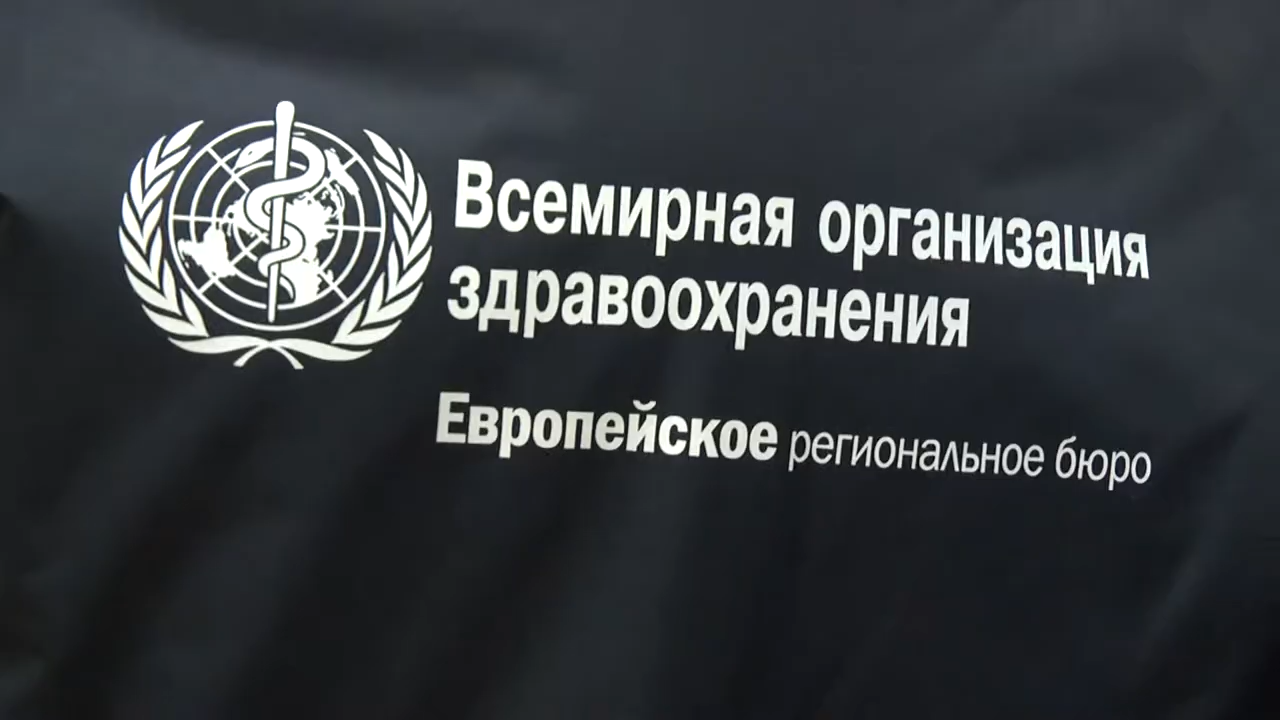 Всемирная организация
здравоохранения
Европейское региональное бюро